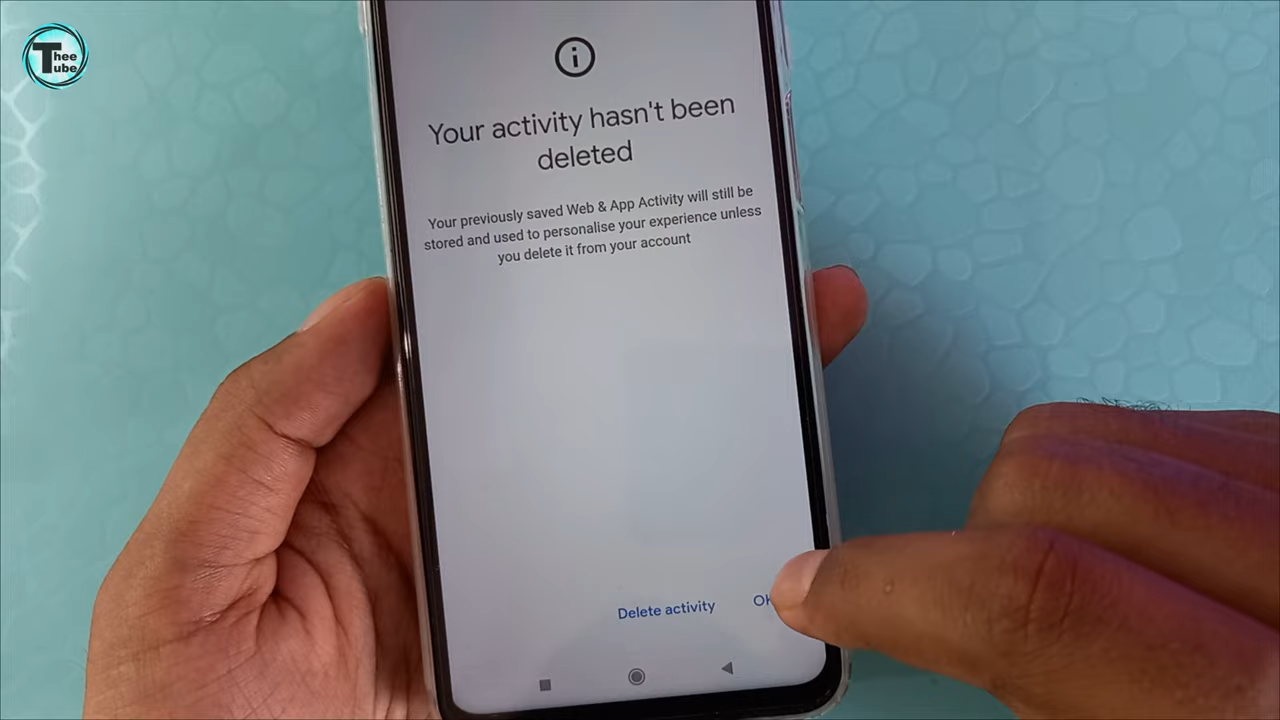 Thee
Tube
Your activity hasn't been
deleted
Your previously saved Web & App Activity will still be
stored and used to personalise your experience unless
you delete it from your account
Delete activity
OK